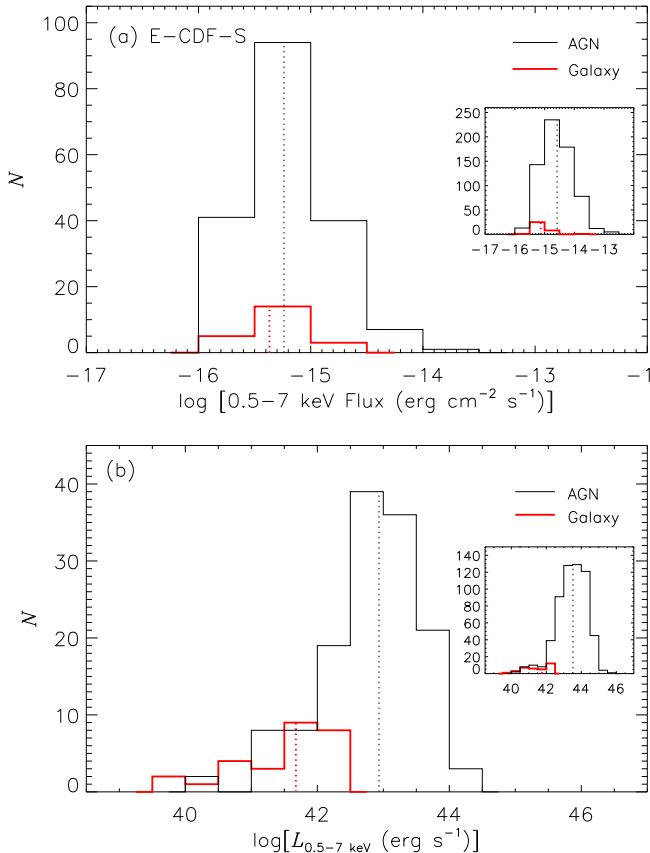 (a) E-CDF-S
AGN
Galaxy
100
80
60
40
20
0
N
250
200
150
100
50
0
-17 -16 -15 -14 -13
-17 -16 -15 -14 -13 -1
log [0.5-7 keV Flux (erg cm⁻² s⁻¹)]
(b)
AGN
Galaxy
40
30
20
10
0
N
140
120
100
80
60
40
20
0
40 42 44 46
40 42 44 46
log[L₀.₅₋₇ keV (erg s⁻¹)]